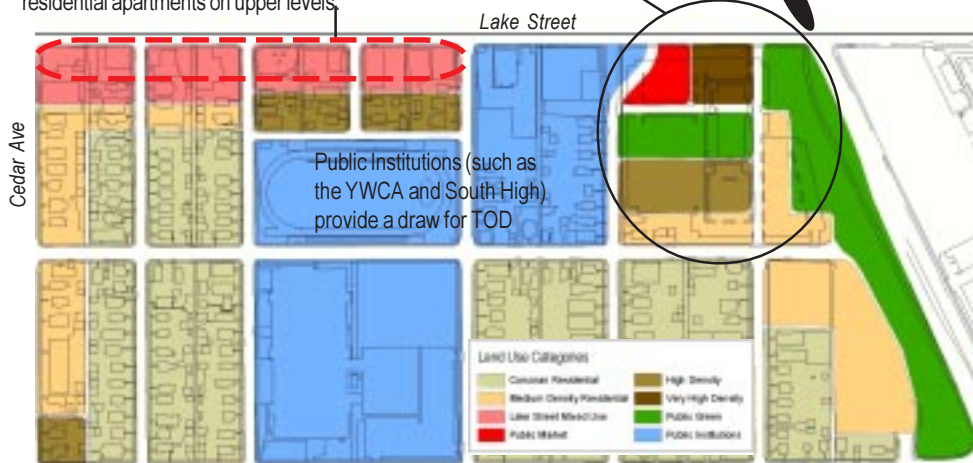 residential apartments on upper levels.
Lake Street
Cedar Ave
Public Institutions (such as
the YWCA and South High)
provide a draw for TOD
Land Use Categories
Residential
Medium Density Residential
Lake Street Mixed Use
Public Market
High Density
Very High Density
Public Green
Public Institutions